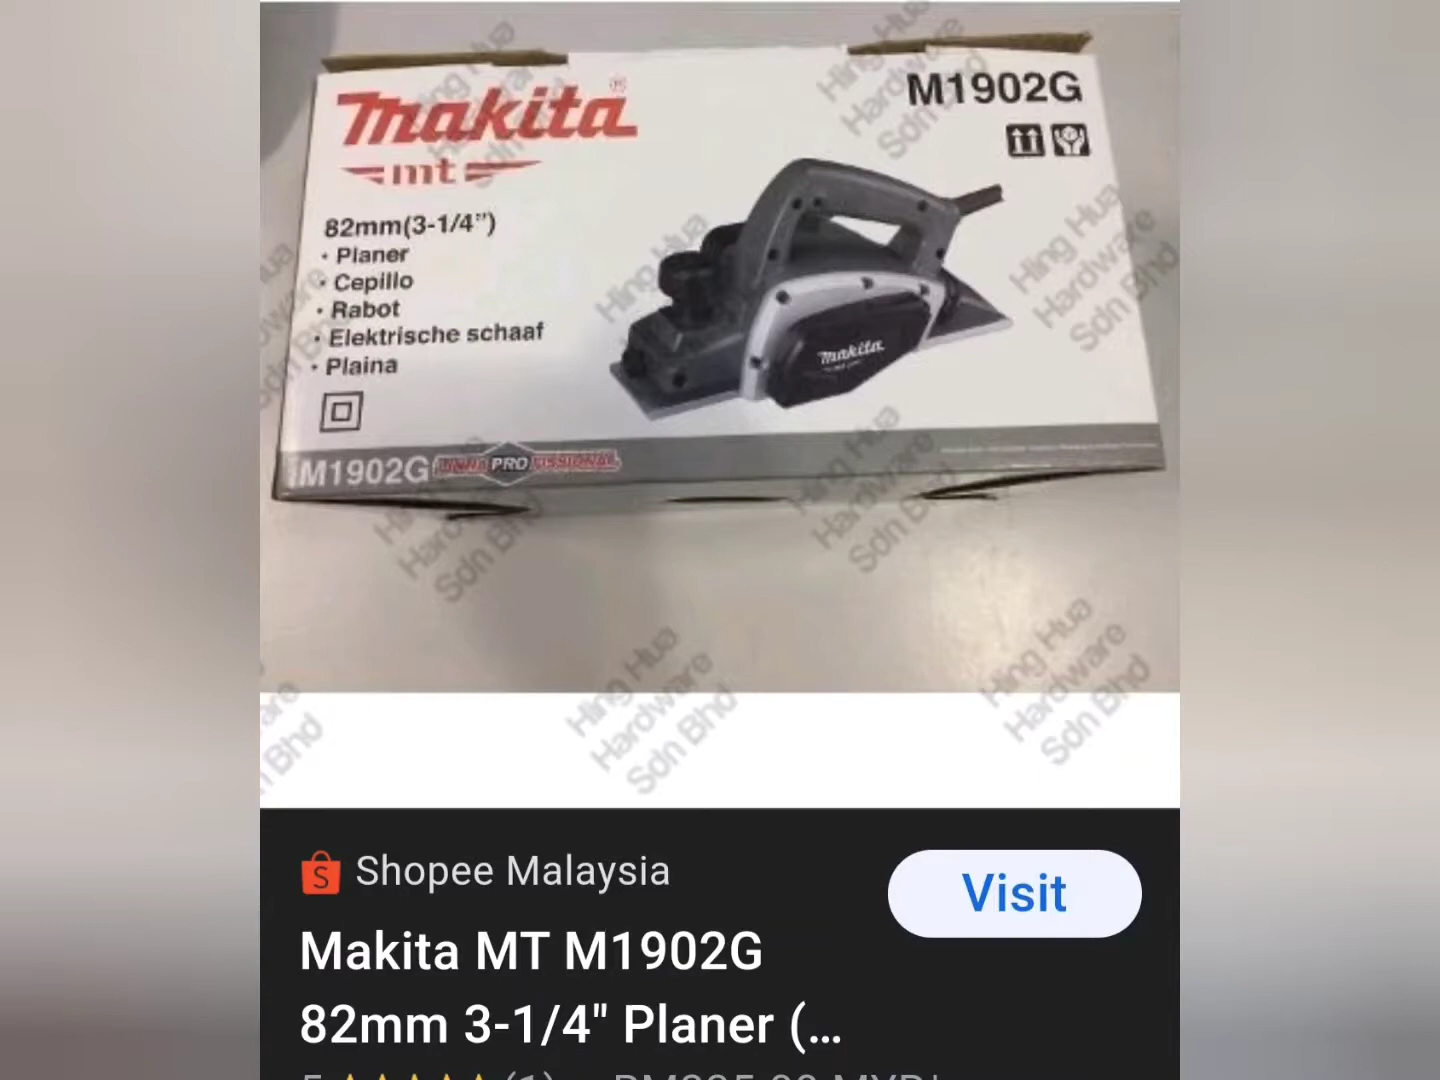 Makita®
mt
M1902G
82mm(3-1/4")
· Planer
· Cepillo
· Rabot
· Elektrische schaaf
· Plaina
makita
M1902G
PRO
Hing Hua
Hardware
Sdn Bhd
Shopee Malaysia
Visit
Makita MT M1902G
82mm 3-1/4" Planer (...